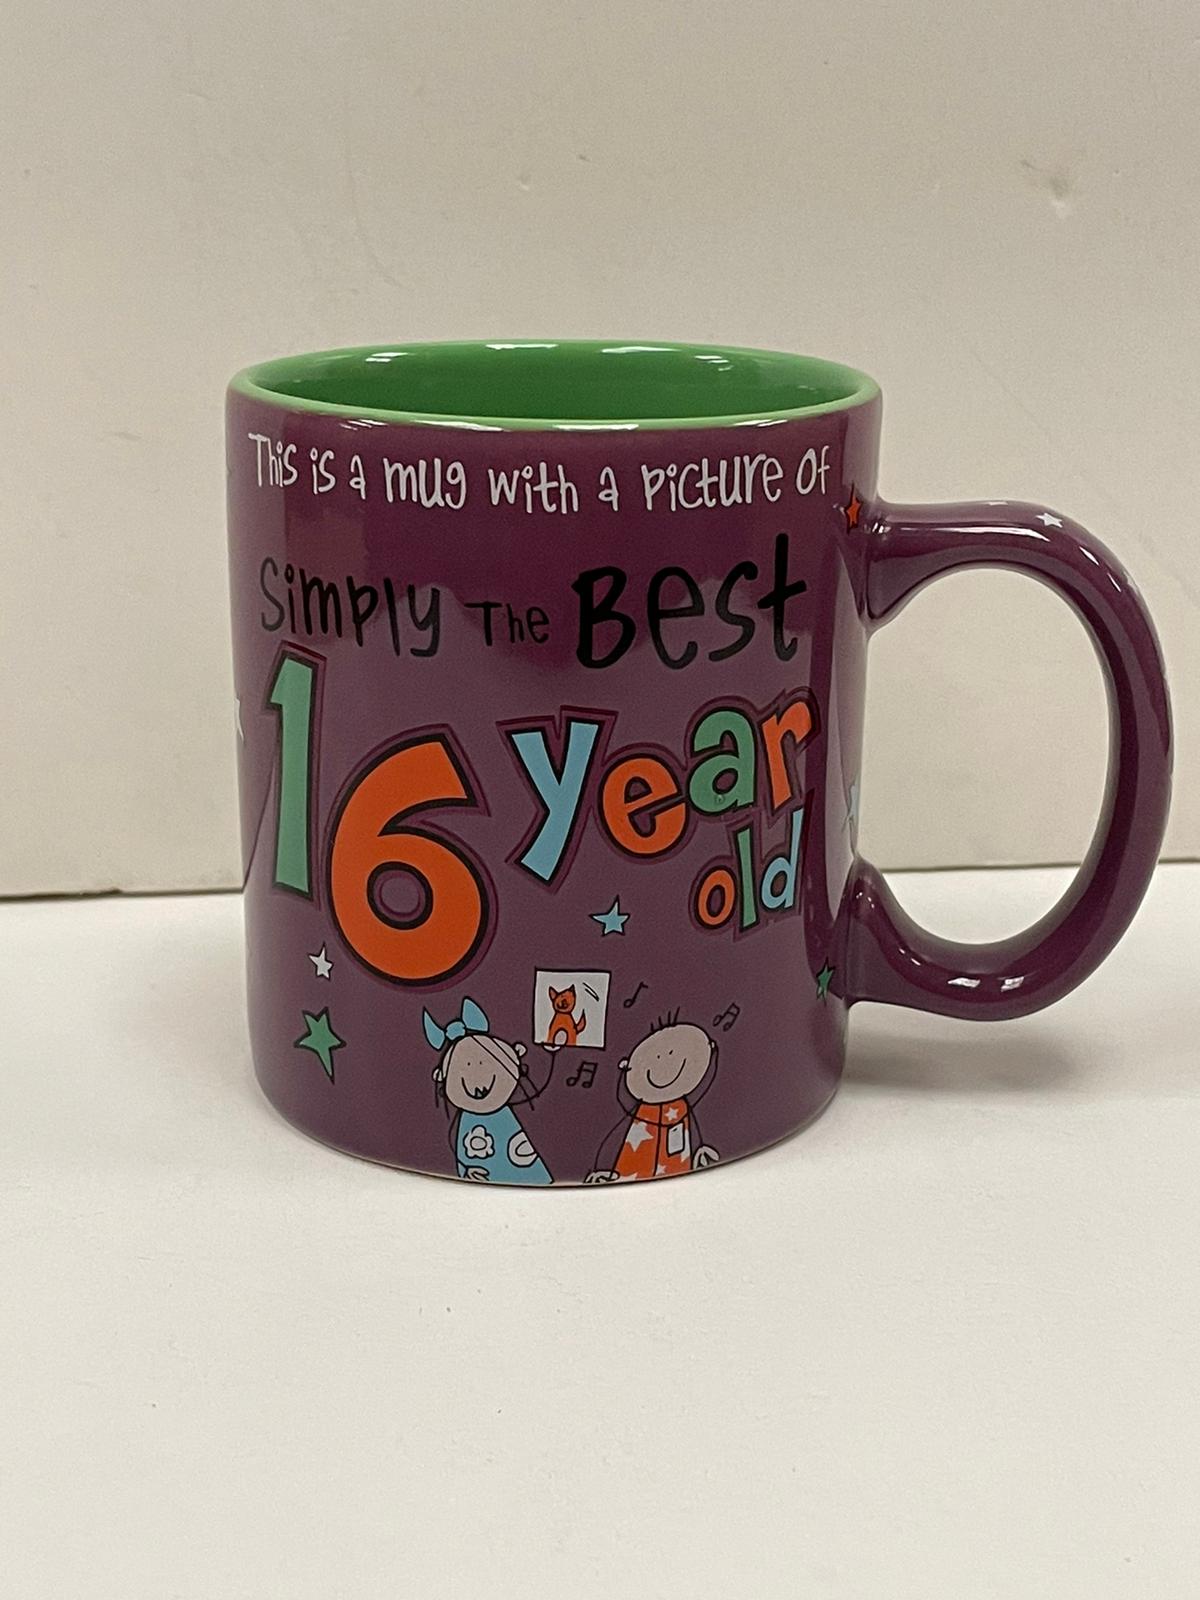 This is a mug with a picture of
Simply The Best
16 year
old